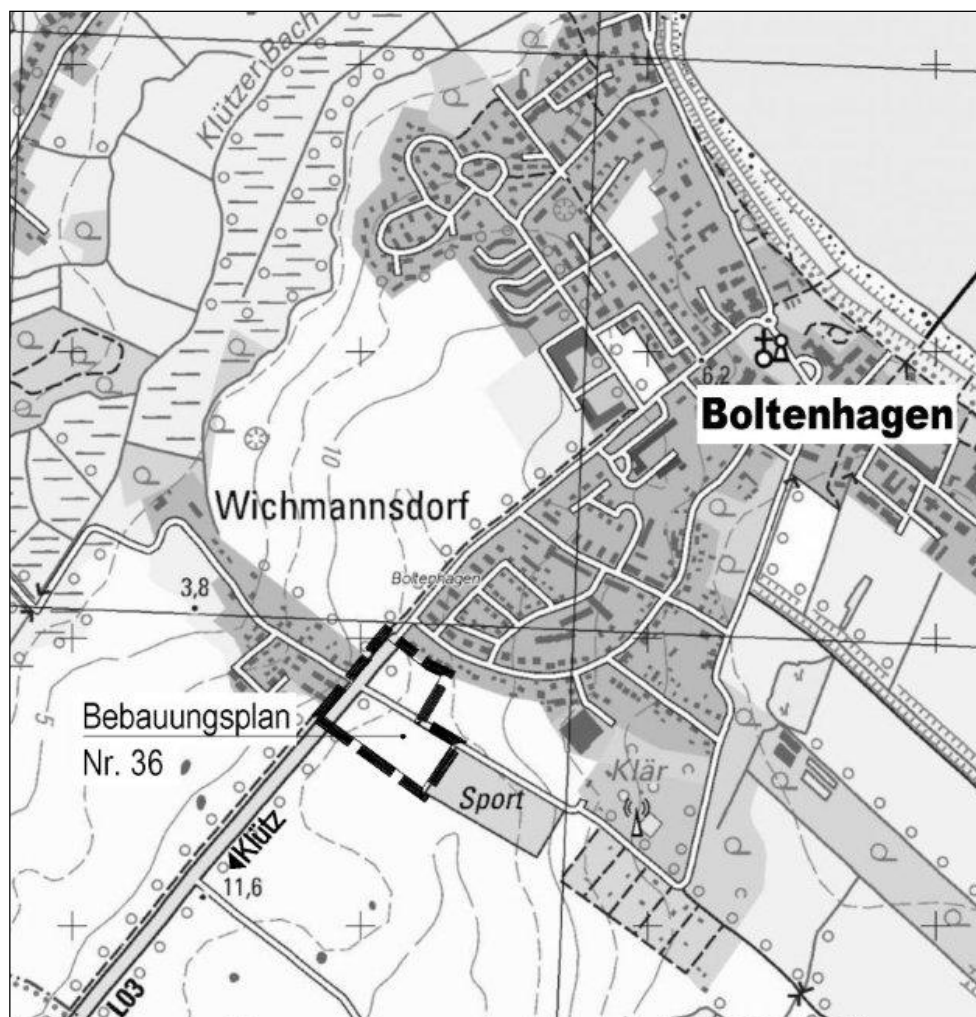 Klützer Bach
6,2
Boltenhagen
10
Wichmannsdorf
Boltenhagen
3,8
5
Bebauungsplan
Nr. 36
Sport
Klär
Klütz
11,6
L03